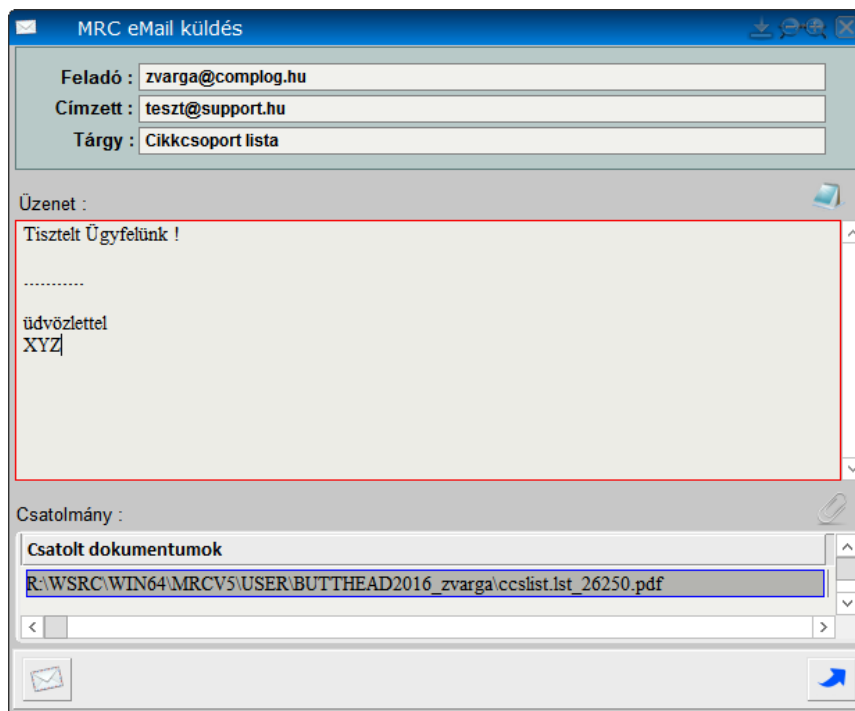 MRC eMail küldés
Feladó : zvarga@complog.hu
Címzett : teszt@support.hu
Tárgy : Cikkcsoport lista
Üzenet :
Tisztelt Ügyfelünk !
-----------
üdvözlettel
XYZ
Csatolmány :
Csatolt dokumentumok
R:\WSRC\WIN64\MRCV5\USER\BUTTHEAD2016_zvarga\ccslist.lst_26250.pdf